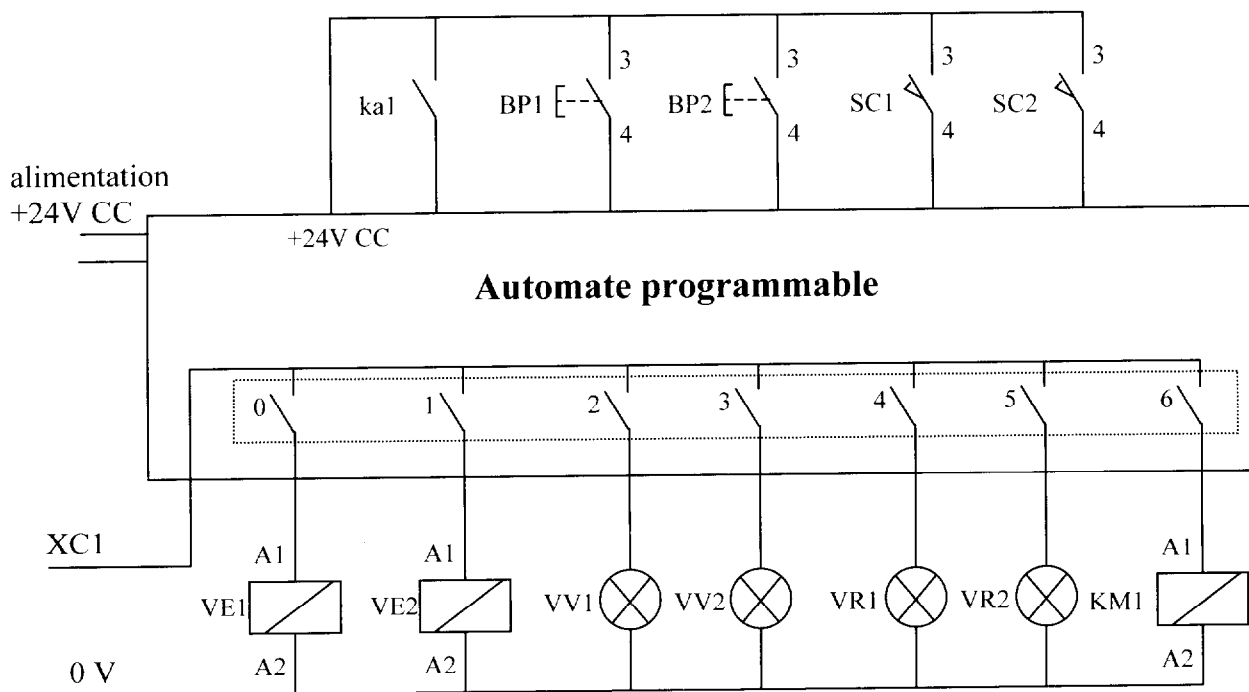 3 3 3 3
ka1 BP1 BP2 SC1 SC2
4 4 4 4
alimentation
+24V CC
+24V CC
Automate programmable
0 1 2 3 4 5 6
XC1
A1 A1 A1
VE1 VE2 VV1 VV2 VR1 VR2 KM1
A2 A2 A2
0 V